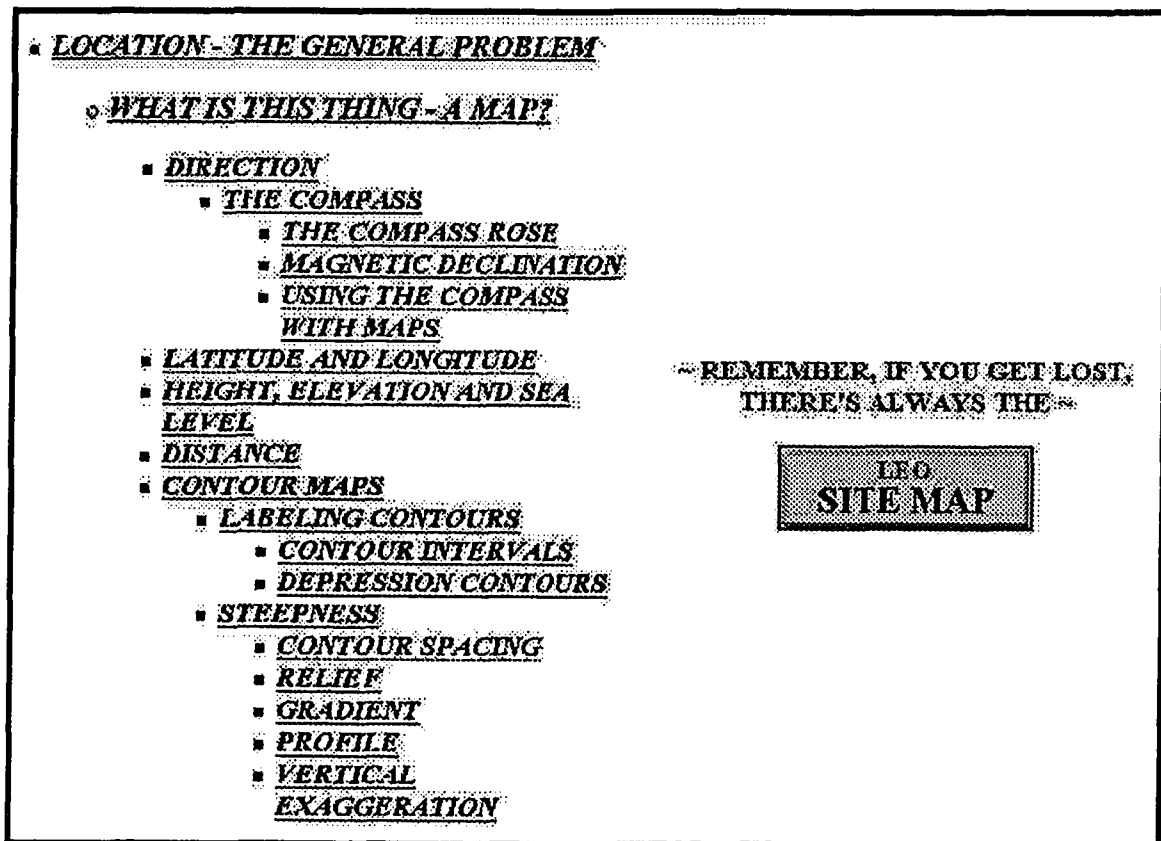 LOCATION - THE GENERAL PROBLEM
WHAT IS THIS THING - A MAP?
DIRECTION
THE COMPASS
THE COMPASS ROSE
MAGNETIC DECLINATION
USING THE COMPASS
WITH MAPS
LATITUDE AND LONGITUDE
HEIGHT, ELEVATION AND SEA
LEVEL
DISTANCE
CONTOUR MAPS
LABELING CONTOURS
CONTOUR INTERVALS
DEPRESSION CONTOURS
STEEPNESS
CONTOUR SPACING
RELIEF
GRADIENT
PROFILE
VERTICAL
EXAGGERATION
~ REMEMBER, IF YOU GET LOST,
THERE'S ALWAYS THE ~
LEO
SITE MAP